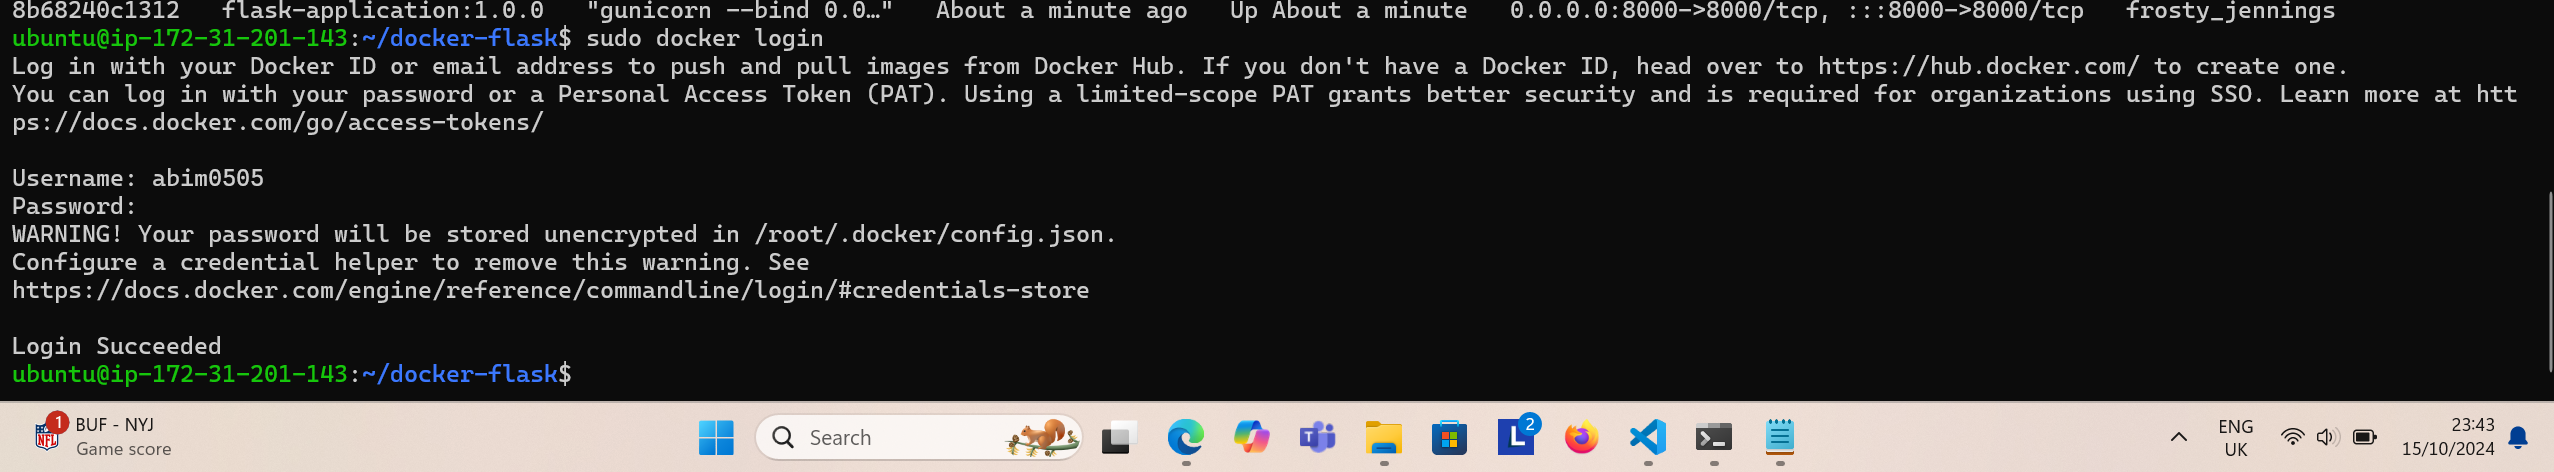 8b68240c1312   flask-application:1.0.0   "gunicorn --bind 0.0…"   About a minute ago   Up About a minute   0.0.0.0:8000->8000/tcp, :::8000->8000/tcp   frosty_jennings
ubuntu@ip-172-31-201-143:~/docker-flask$ sudo docker login
Log in with your Docker ID or email address to push and pull images from Docker Hub. If you don't have a Docker ID, head over to https://hub.docker.com/ to create one.
You can log in with your password or a Personal Access Token (PAT). Using a limited-scope PAT grants better security and is required for organizations using SSO. Learn more at htt
ps://docs.docker.com/go/access-tokens/
Username: abim0505
Password:
WARNING! Your password will be stored unencrypted in /root/.docker/config.json.
Configure a credential helper to remove this warning. See
https://docs.docker.com/engine/reference/commandline/login/#credentials-store
Login Succeeded
ubuntu@ip-172-31-201-143:~/docker-flask$
NFL
1
BUF - NYJ
Game score
Search
L
2
ENG
UK
23:43
15/10/2024